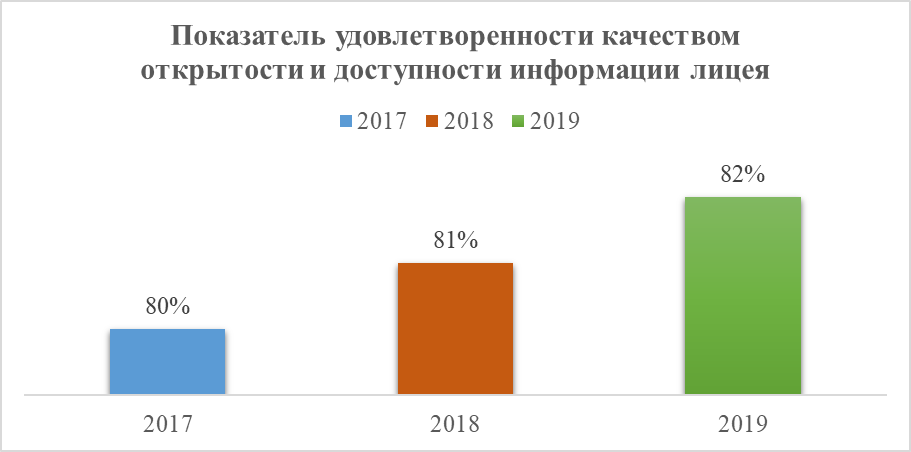 Показатель удовлетворенности качеством
открытости и доступности информации лицея
2017 2018 2019
82%
81%
80%
2017 2018 2019